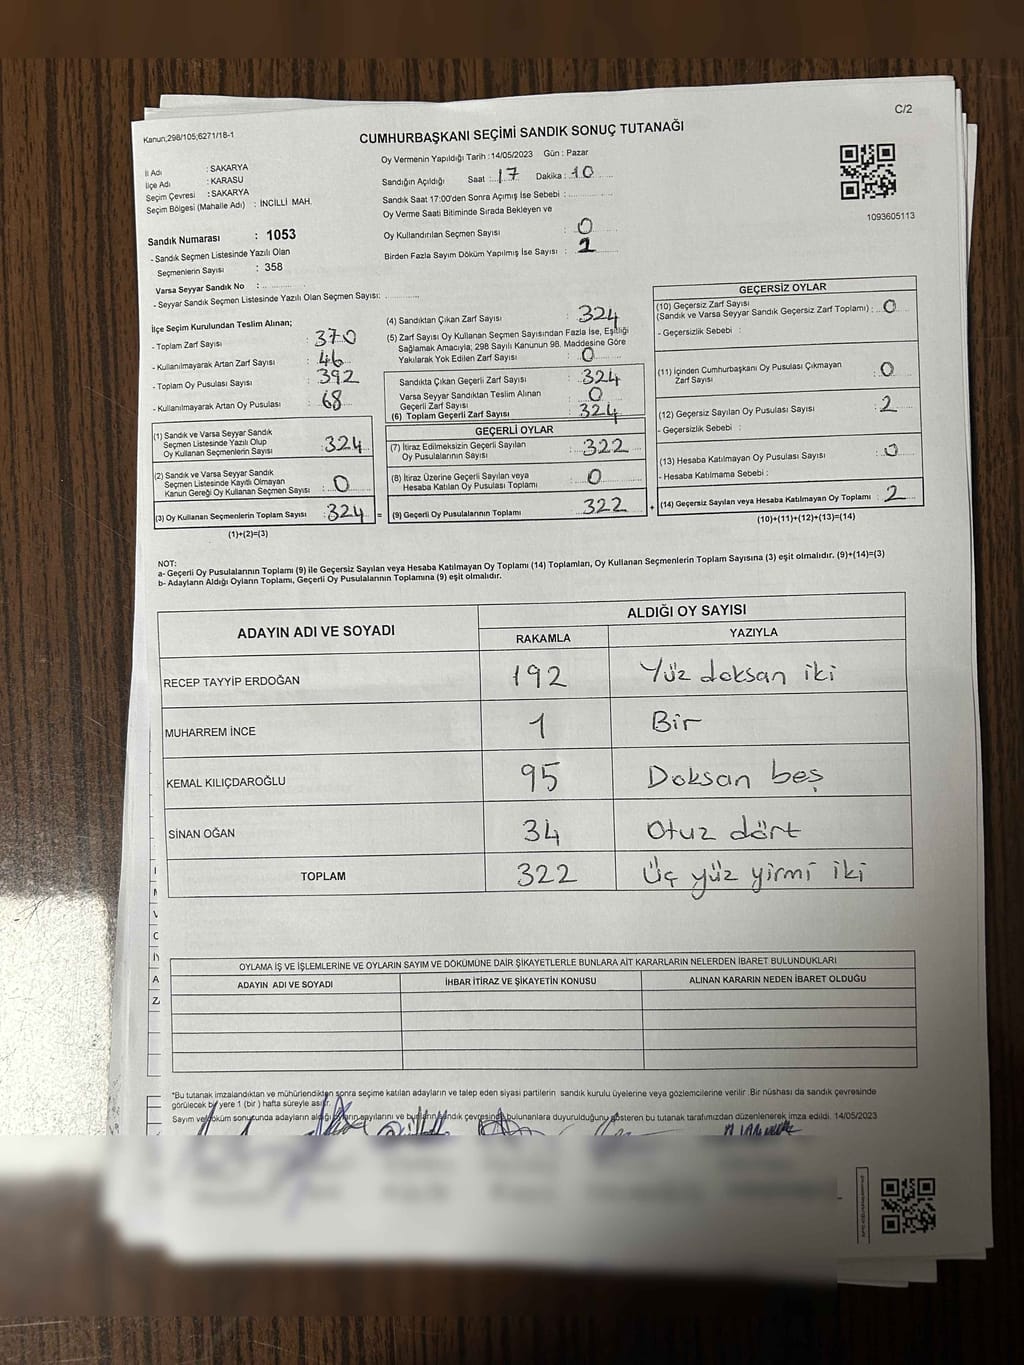 C/2
Kanun,298/105;6271/18-1
CUMHURBAŞKANI SEÇİMİ SANDIK SONUÇ TUTANAĞI
Oy Vermenin Yapıldığı Tarih :14/05/2023 Gün : Pazar
İl Adı : SAKARYA
İlçe Adı : KARASU
Seçim Çevresi : SAKARYA
Seçim Bölgesi (Mahalle Adı) : İNCİLLİ MAH.
Sandığın Açıldığı Saat : 17 Dakika : 10
Sandık Saat 17:00'den Sonra Açımış İse Sebebi :
Oy Verme Saati Bitiminde Sırada Bekleyen ve
Oy Kullandırılan Seçmen Sayısı : 0
Birden Fazla Sayım Döküm Yapılmış İse Sayısı : 1
1093605113
Sandık Numarası : 1053
- Sandık Seçmen Listesinde Yazılı Olan
Seçmenlerin Sayısı : 358
Varsa Seyyar Sandık No :
- Seyyar Sandık Seçmen Listesinde Yazılı Olan Seçmen Sayısı:
İlçe Seçim Kurulundan Teslim Alınan;
- Toplam Zarf Sayısı : 370
- Kullanılmayarak Artan Zarf Sayısı : 46
- Toplam Oy Pusulası Sayısı : 392
- Kullanılmayarak Artan Oy Pusulası : 68
(1) Sandık ve Varsa Seyyar Sandık
Seçmen Listesinde Yazılı Olup
Oy Kullanan Seçmenlerin Sayısı : 324
(2) Sandık ve Varsa Seyyar Sandık
Seçmen Listesinde Kayıtlı Olmayan
Kanun Gereği Oy Kullanan Seçmen Sayısı : 0
(3) Oy Kullanan Seçmenlerin Toplam Sayısı : 324 =
(1)+(2)=(3)
(4) Sandıktan Çıkan Zarf Sayısı : 324
(5) Zarf Sayısı Oy Kullanan Seçmen Sayısından Fazla İse, Eşitliği
Sağlamak Amacıyla; 298 Sayılı Kanunun 98. Maddesine Göre
Yakılarak Yok Edilen Zarf Sayısı : 0
Sandıkta Çıkan Geçerli Zarf Sayısı : 324
Varsa Seyyar Sandıktan Teslim Alınan
Geçerli Zarf Sayısı : 0
(6) Toplam Geçerli Zarf Sayısı : 324
GEÇERLİ OYLAR
(7) İtiraz Edilmeksizin Geçerli Sayılan
Oy Pusulalarının Sayısı : 322
(8) İtiraz Üzerine Geçerli Sayılan veya
Hesaba Katılan Oy Pusulası Toplamı : 0
(9) Geçerli Oy Pusulalarının Toplamı : 322 +
GEÇERSİZ OYLAR
(10) Geçersiz Zarf Sayısı
(Sandık ve Varsa Seyyar Sandık Geçersiz Zarf Toplamı) : 0
- Geçersizlik Sebebi :
(11) İçinden Cumhurbaşkanı Oy Pusulası Çıkmayan
Zarf Sayısı : 0
(12) Geçersiz Sayılan Oy Pusulası Sayısı : 2
- Geçersizlik Sebebi :
(13) Hesaba Katılmayan Oy Pusulası Sayısı : 0
- Hesaba Katılmama Sebebi :
(14) Geçersiz Sayılan veya Hesaba Katılmayan Oy Toplamı : 2
(10)+(11)+(12)+(13)=(14)
NOT:
a- Geçerli Oy Pusulalarının Toplamı (9) ile Geçersiz Sayılan veya Hesaba Katılmayan Oy Toplamı (14) Toplamları, Oy Kullanan Seçmenlerin Toplam Sayısına (3) eşit olmalıdır. (9)+(14)=(3)
b- Adayların Aldığı Oyların Toplamı, Geçerli Oy Pusulalarının Toplamına (9) eşit olmalıdır.
ADAYIN ADI VE SOYADI ALDIĞI OY SAYISI
RAKAMLA YAZIYLA
RECEP TAYYİP ERDOĞAN 192 Yüz doksan iki
MUHARREM İNCE 1 Bir
KEMAL KILIÇDAROĞLU 95 Doksan beş
SİNAN OĞAN 34 Otuz dört
TOPLAM 322 Üç yüz yirmi iki
OYLAMA İŞ VE İŞLEMLERİNE VE OYLARIN SAYIM VE DÖKÜMÜNE DAİR ŞİKAYETLERLE BUNLARA AİT KARARLARIN NELERDEN İBARET BULUNDUKLARI
ADAYIN ADI VE SOYADI İHBAR İTİRAZ VE ŞİKAYETİN KONUSU ALINAN KARARIN NEDEN İBARET OLDUĞU
*Bu tutanak imzalandıktan ve mühürlendikten sonra seçime katılan adayların ve talep eden siyasi partilerin sandık kurulu üyelerine veya gözlemcilerine verilir .Bir nüshası da sandık çevresinde
görülecek bir yere 1 (bir ) hafta süreyle asılır.
Sayım ve döküm sonucunda adayların aldığı oyların sayılarını ve bunların sandık çevresinde bulunanlara duyurulduğunu gösteren bu tutanak tarafımızdan düzenlenerek imza edildi. 14/05/2023